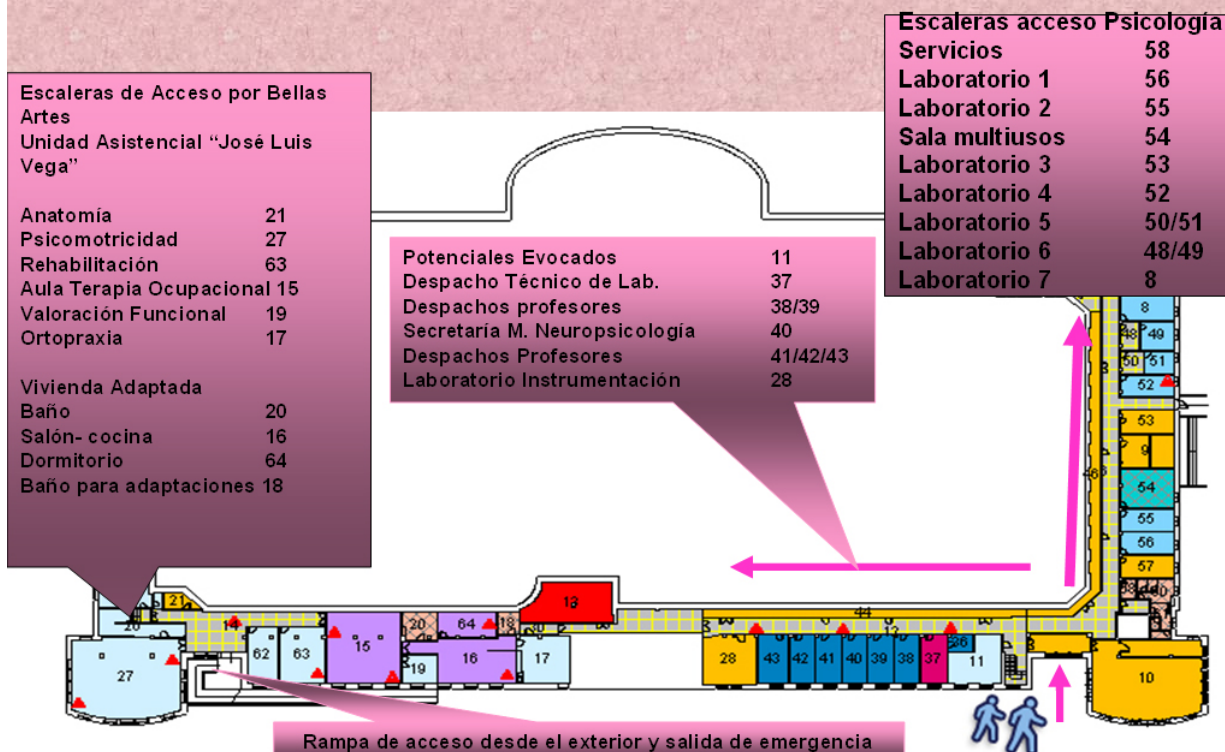 Escaleras de Acceso por Bellas
Artes
Unidad Asistencial “José Luis
Vega”
Anatomía 21
Psicomotricidad 27
Rehabilitación 63
Aula Terapia Ocupacional 15
Valoración Funcional 19
Ortopraxia 17
Vivienda Adaptada
Baño 20
Salón- cocina 16
Dormitorio 64
Baño para adaptaciones 18
Potenciales Evocados 11
Despacho Técnico de Lab. 37
Despachos profesores 38/39
Secretaría M. Neuropsicología 40
Despachos Profesores 41/42/43
Laboratorio Instrumentación 28
Escaleras acceso Psicología
Servicios 58
Laboratorio 1 56
Laboratorio 2 55
Sala multiusos 54
Laboratorio 3 53
Laboratorio 4 52
Laboratorio 5 50/51
Laboratorio 6 48/49
Laboratorio 7 8
8
48 49
50 51
52
53
9
54
55
56
57
21
14
13
44
12
62 63
15
20
64
18
16
19
17
28
43 42 41 40 39 38 37
11
27
10
Rampa de acceso desde el exterior y salida de emergencia